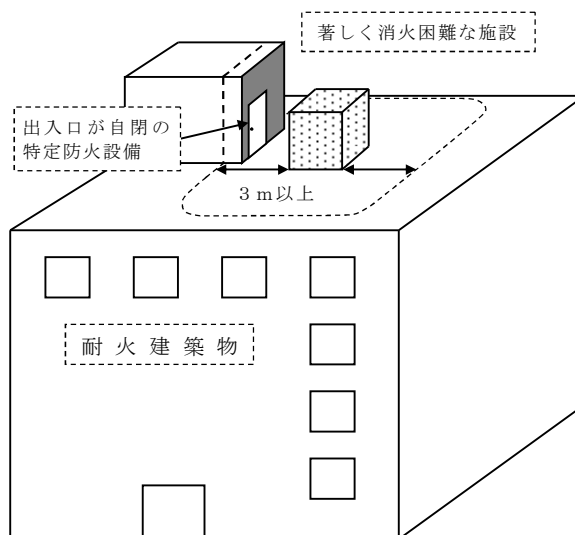 著しく消火困難な施設
出入口が自閉の
特定防火設備
３ｍ以上
耐火建築物